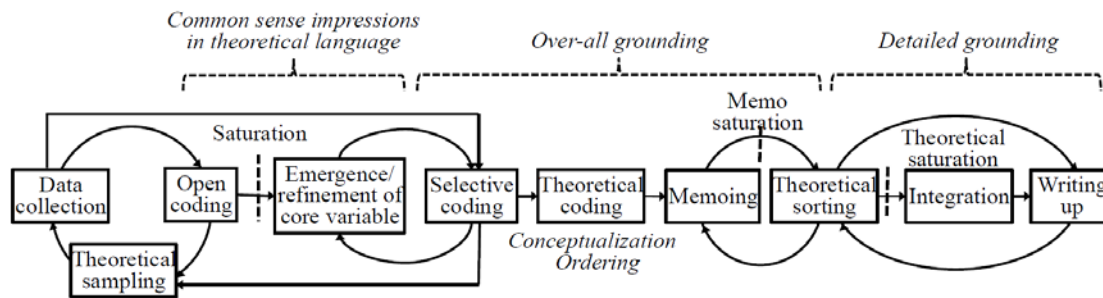 Common sense impressions
in theoretical language
Over-all grounding
Detailed grounding
Saturation
Memo
saturation
Theoretical
saturation
Data
collection
Open
coding
Emergence/
refinement of
core variable
Selective
coding
Theoretical
coding
Memoing
Theoretical
sorting
Integration
Writing
up
Theoretical
sampling
Conceptualization
Ordering